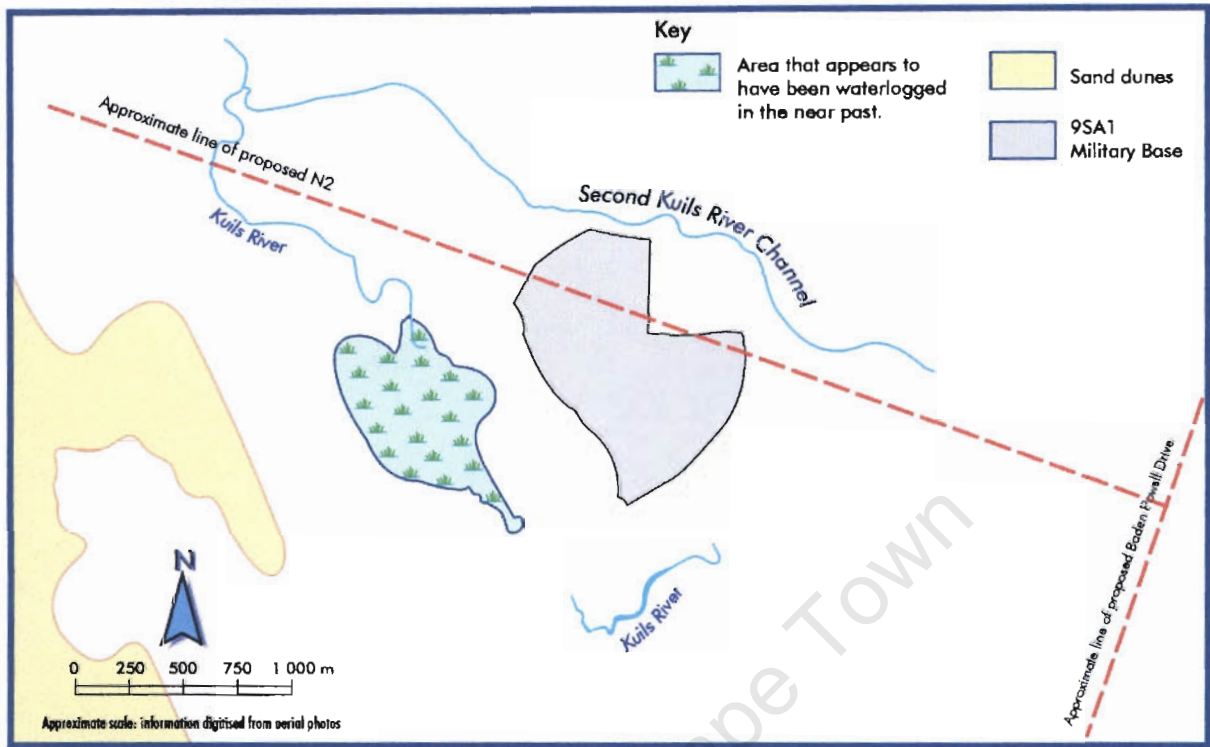 Key
Area that appears to
have been waterlogged
in the near past.
Sand dunes
9SA1
Military Base
Approximate line of proposed N2
Second Kuils River Channel
Kuils River
Kuils River
Approximate line of proposed Baden Powell Drive
N
0 250 500 750 1 000 m
Approximate scale: information digitised from aerial photos
ape Town